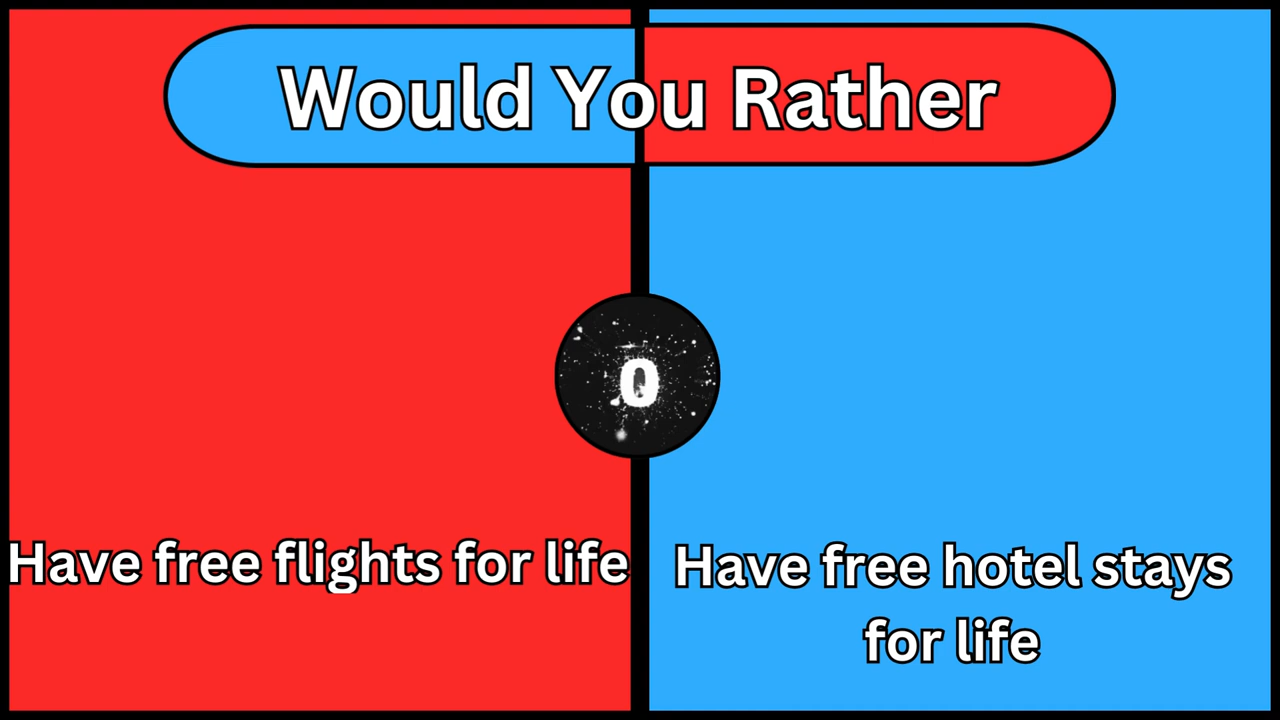 Would You Rather
0
Have free flights for life
Have free hotel stays
for life